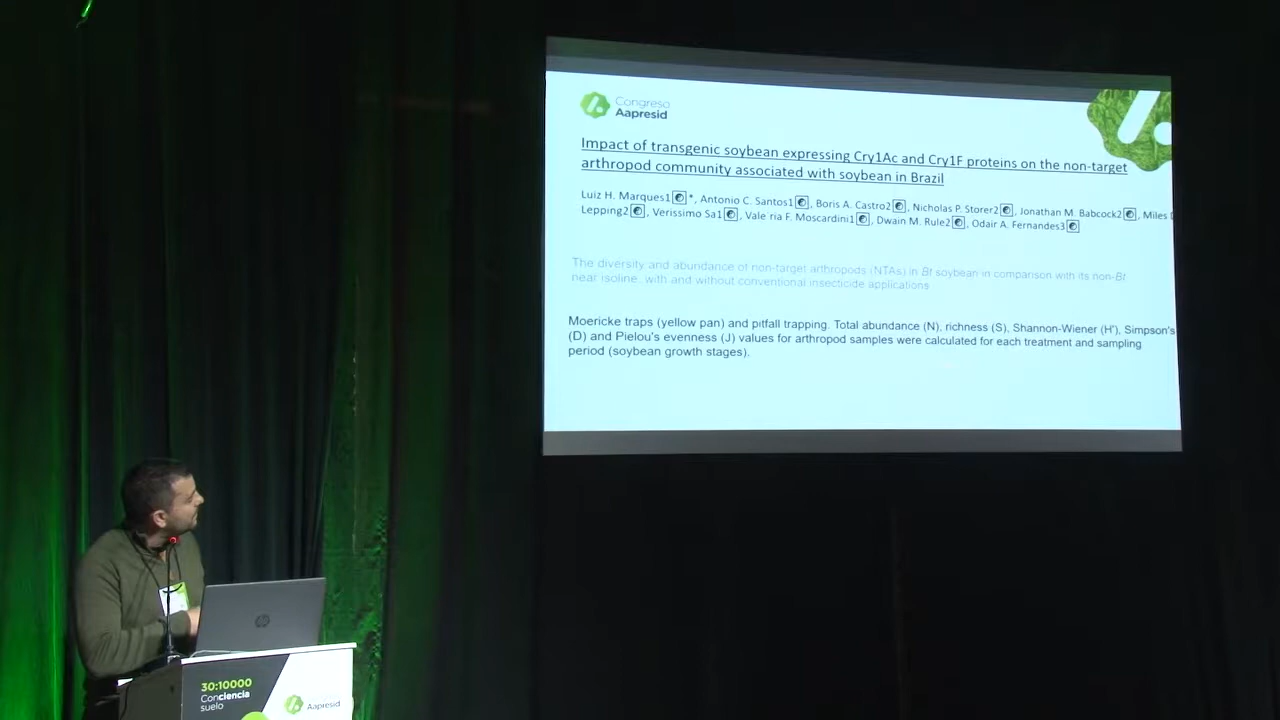 Congreso
Aapresid
Impact of transgenic soybean expressing Cry1Ac and Cry1F proteins on the non-target
arthropod community associated with soybean in Brazil
Luiz H. Marques1 *, Antonio C. Santos1 , Boris A. Castro2 , Nicholas P. Storer2 , Jonathan M. Babcock2 , Miles
Lepping2 , Verissimo Sa1 , Vale´ria F. Moscardini1 , Dwain M. Rule2 , Odair A. Fernandes3
The diversity and abundance of non-target arthropods (NTAs) in Bt soybean in comparison with its non-Bt
near isoline, with and without conventional insecticide applications
Moericke traps (yellow pan) and pitfall trapping. Total abundance (N), richness (S), Shannon-Wiener (H'), Simpson's
(D) and Pielou's evenness (J) values for arthropod samples were calculated for each treatment and sampling
period (soybean growth stages).
hp
30:10000
Conciencia
suelo
Aapresid